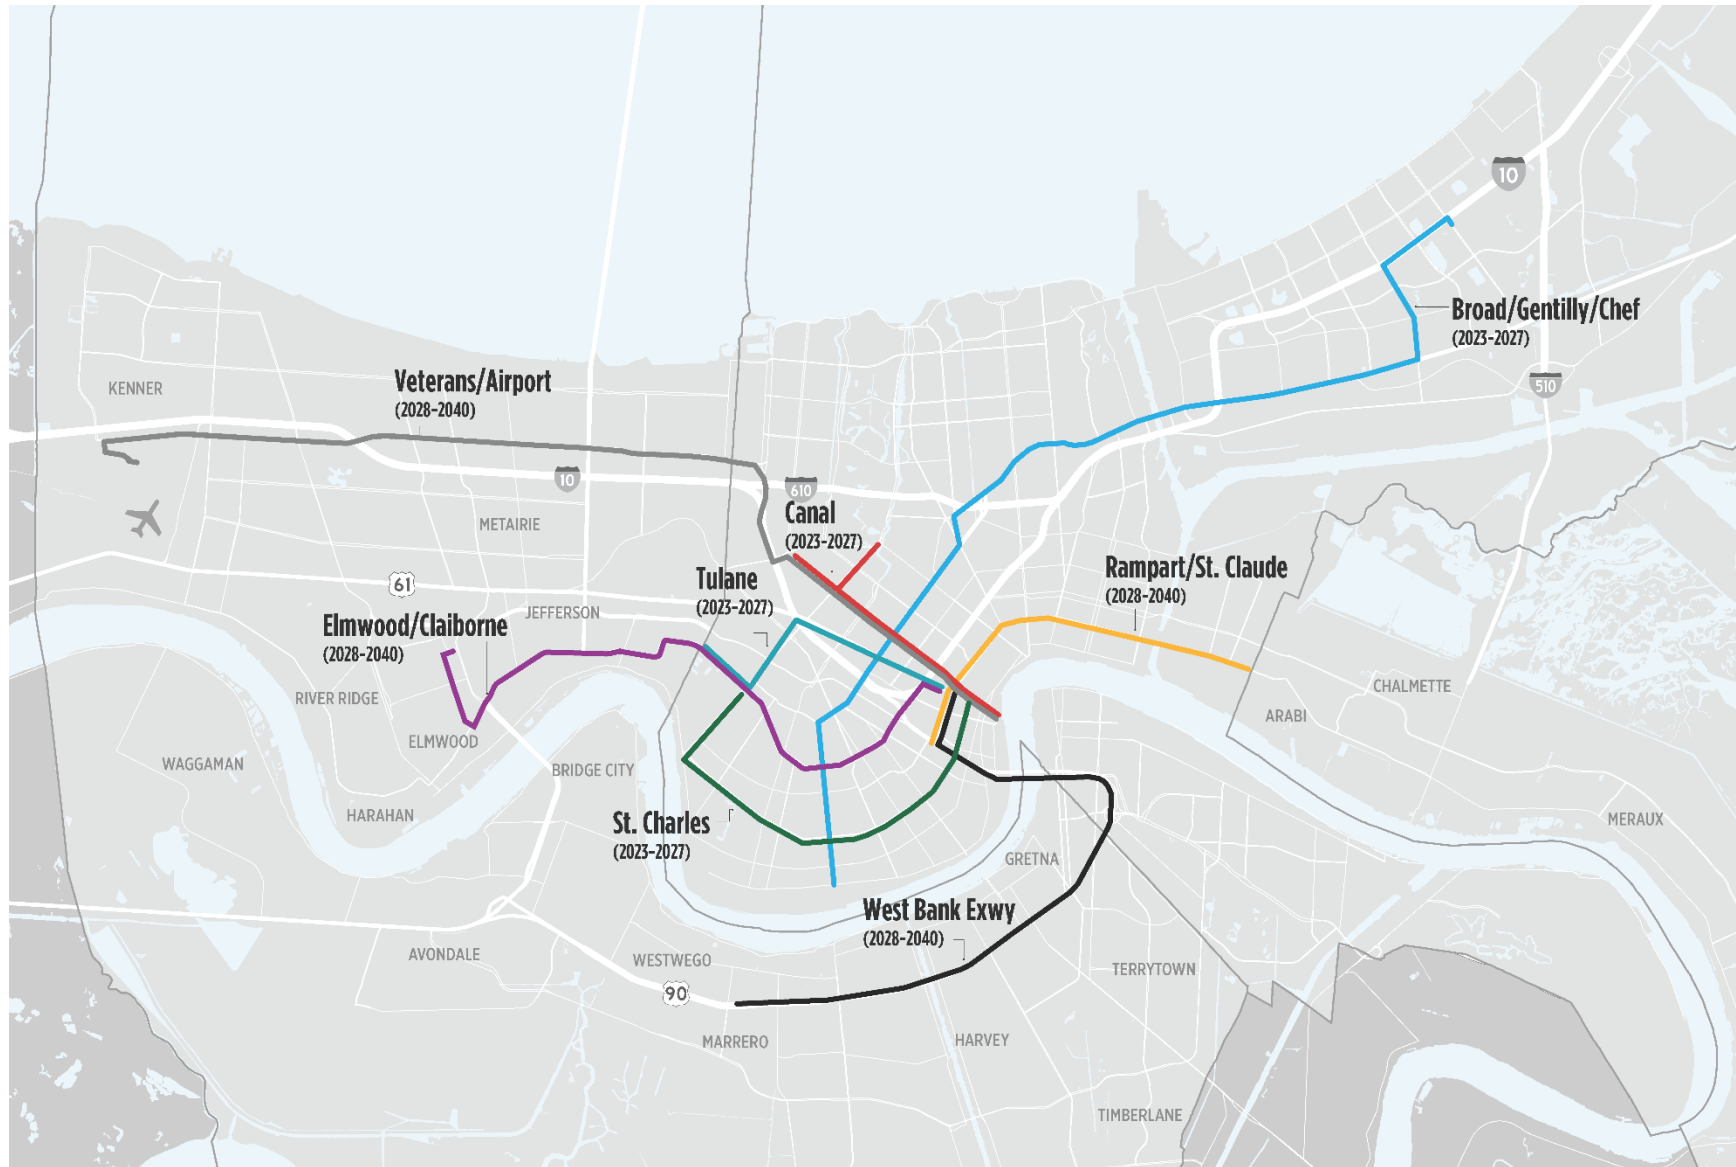 10
Broad/Gentilly/Chef
(2023-2027)
Veterans/Airport
(2028-2040)
KENNER
510
10
610
Canal
(2023-2027)
METAIRIE
61
Tulane
(2023-2027)
Rampart/St. Claude
(2028-2040)
JEFFERSON
Elmwood/Claiborne
(2028-2040)
RIVER RIDGE
CHALMETTE
ARABI
ELMWOOD
WAGGAMAN
BRIDGE CITY
HARAHAN
St. Charles
(2023-2027)
MERAUX
GRETNA
West Bank Exwy
(2028-2040)
AVONDALE
WESTWEGO
TERRYTOWN
90
MARRERO
HARVEY
TIMBERLANE